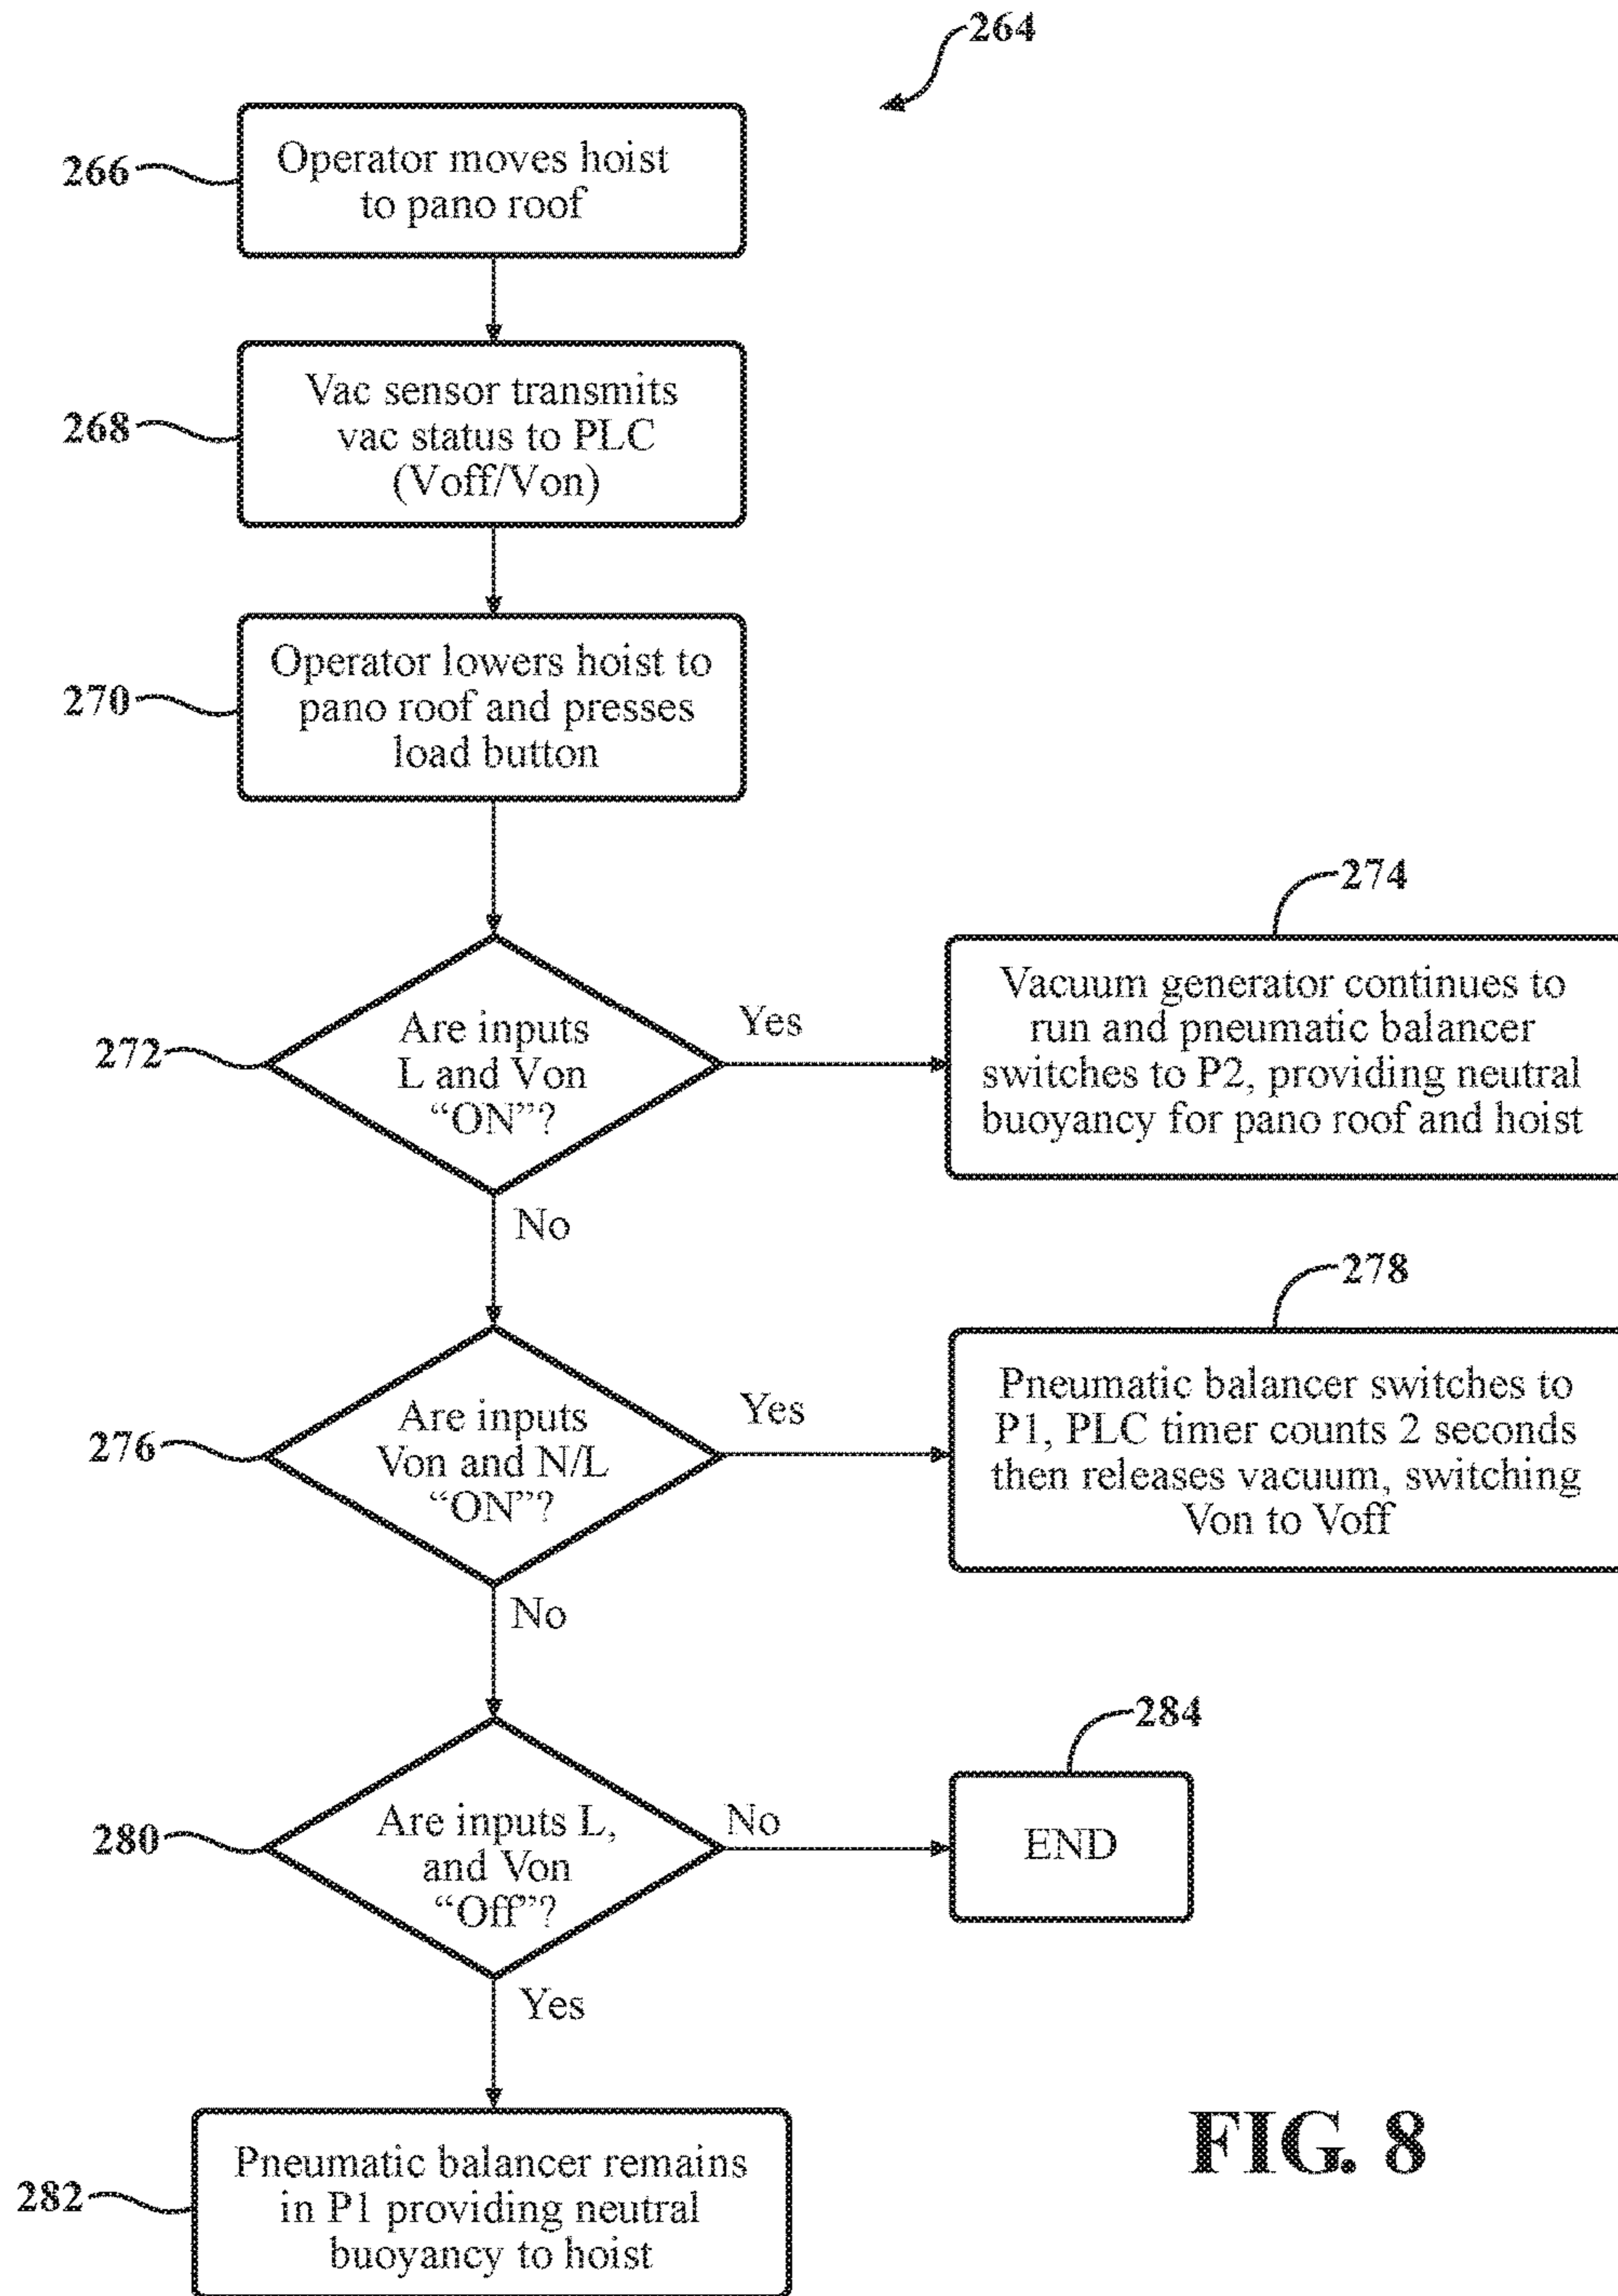 264
266
Operator moves hoist
to pano roof
268
Vac sensor transmits
vac status to PLC
(Voff/Von)
270
Operator lowers hoist to
pano roof and presses
load button
272
Are inputs
L and Von
“ON”?
Yes
274
Vacuum generator continues to
run and pneumatic balancer
switches to P2, providing neutral
buoyancy for pano roof and hoist
No
276
Are inputs
Von and N/L
“ON”?
Yes
278
Pneumatic balancer switches to
P1, PLC timer counts 2 seconds
then releases vacuum, switching
Von to Voff
No
280
Are inputs L,
and Von
“Off”?
No
284
END
Yes
282
Pneumatic balancer remains
in P1 providing neutral
buoyancy to hoist
FIG. 8